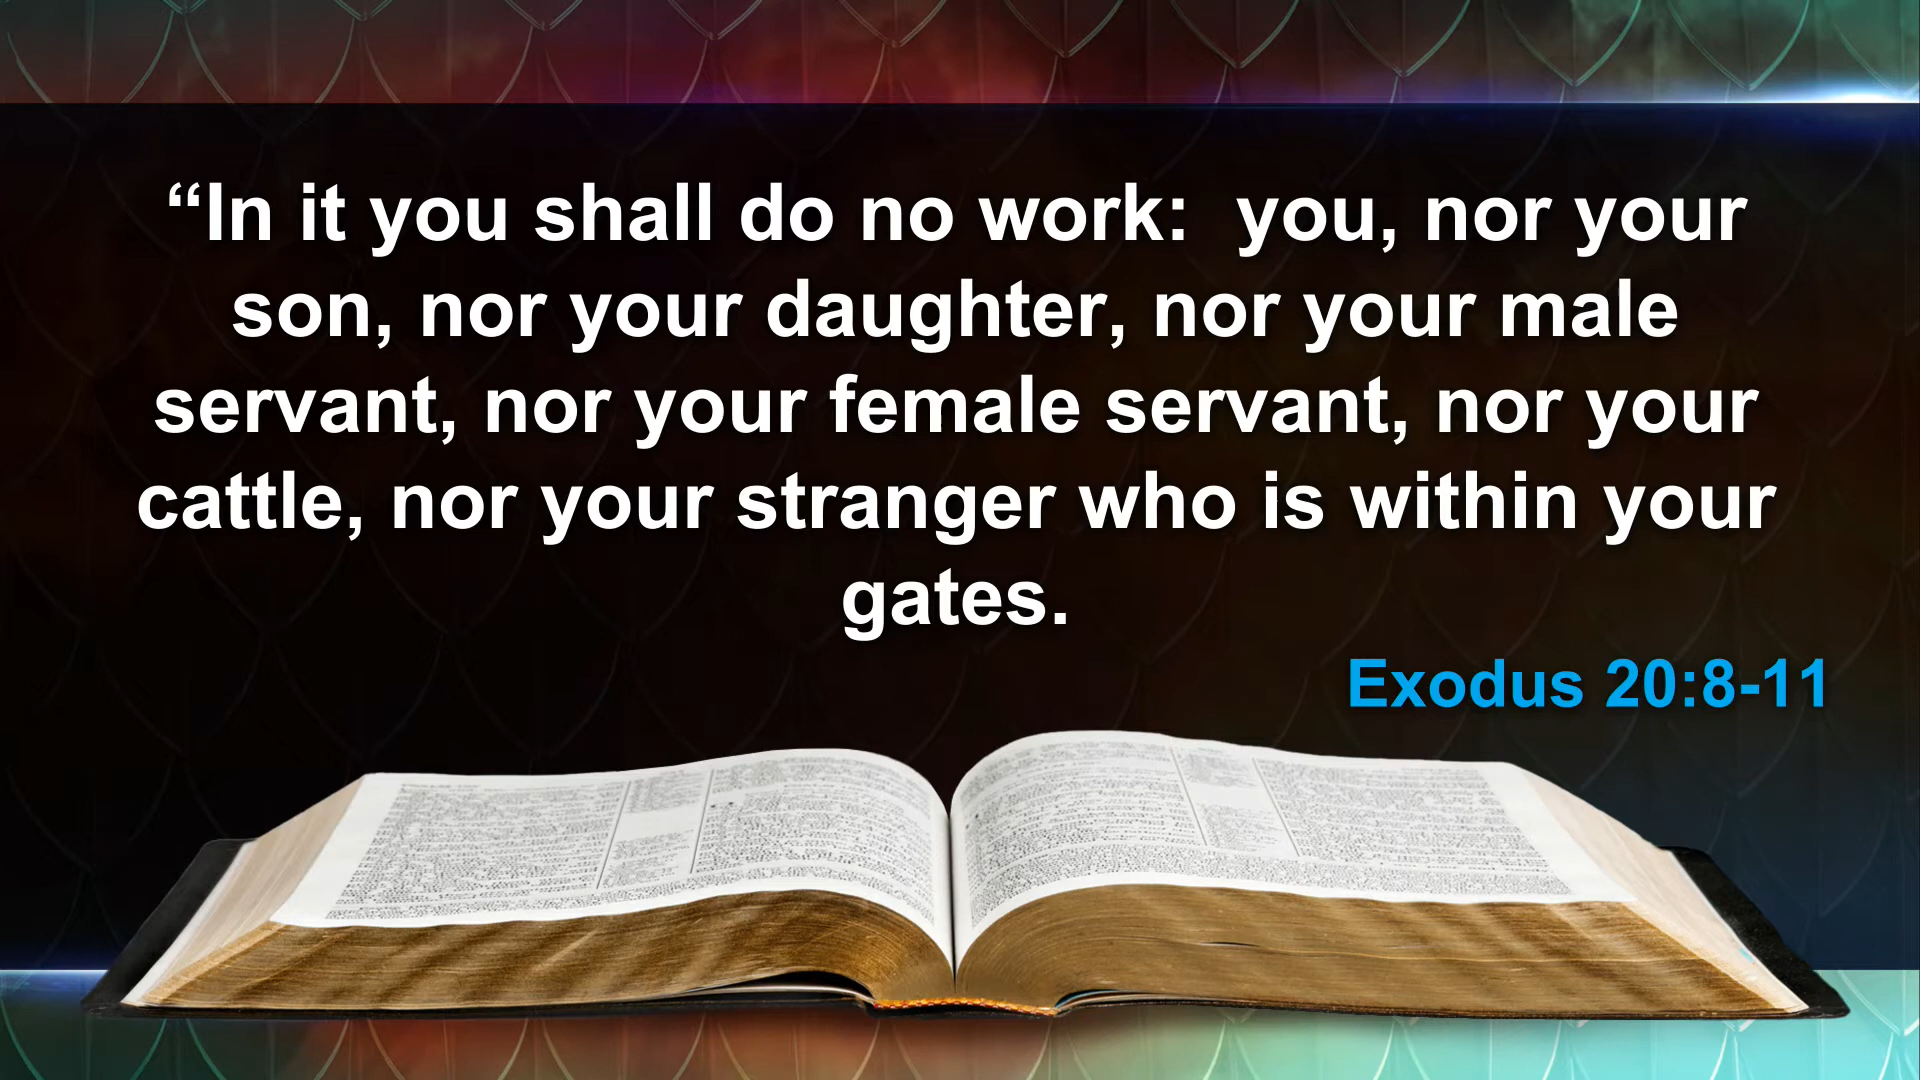 “In it you shall do no work:  you, nor your
son, nor your daughter, nor your male
servant, nor your female servant, nor your
cattle, nor your stranger who is within your
gates.
Exodus 20:8-11